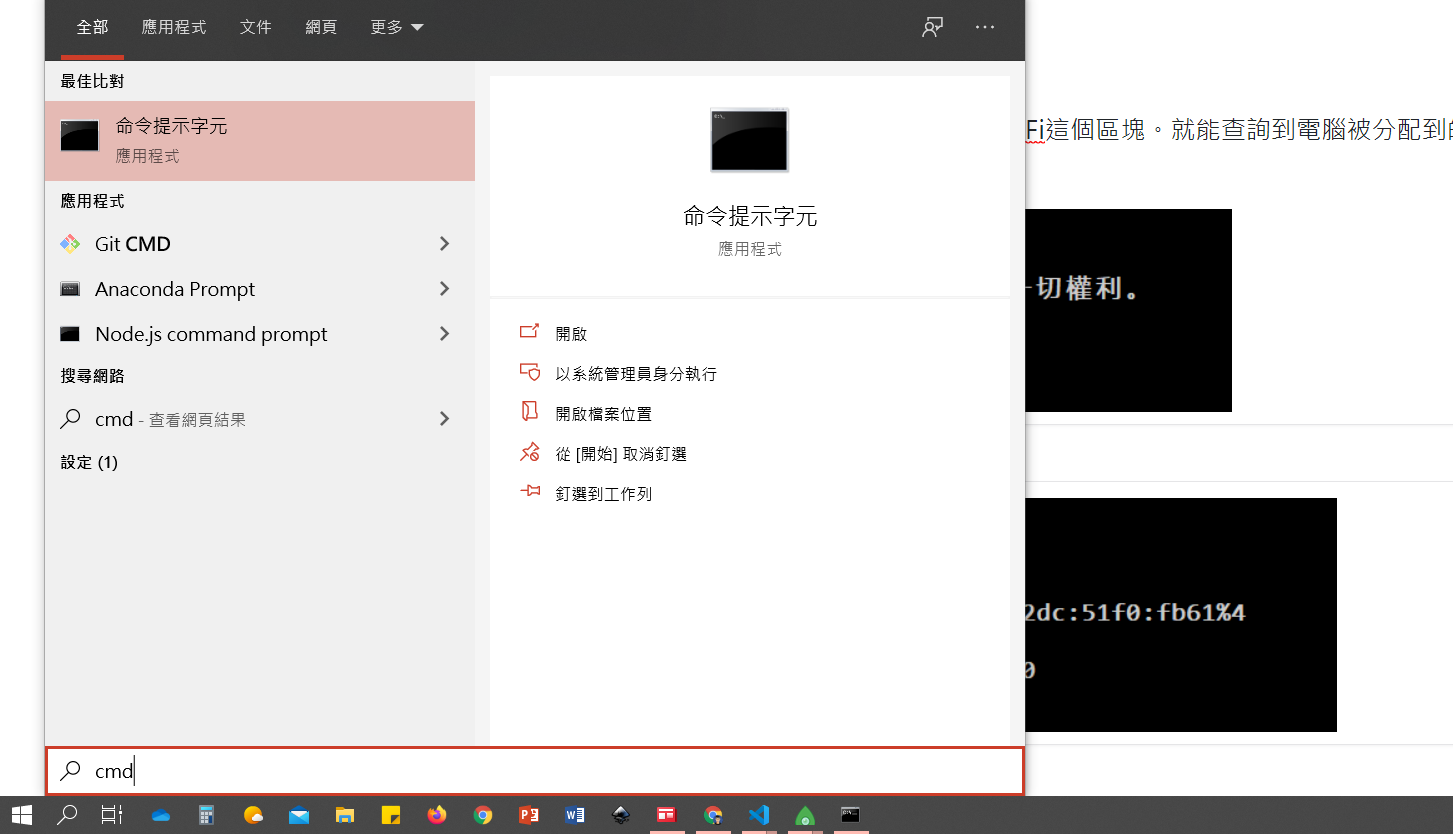 全部 應用程式 文件 網頁 更多
最佳比對
命令提示字元
應用程式
應用程式
Git CMD
Anaconda Prompt
Node.js command prompt
搜尋網路
cmd - 查看網頁結果
設定 (1)
命令提示字元
應用程式
開啟
以系統管理員身分執行
開啟檔案位置
從 [開始] 取消釘選
釘選到工作列
cmd
Fi這個區塊。就能查詢到電腦被分配到
一切權利。
2dc:51f0:fb61%4
0